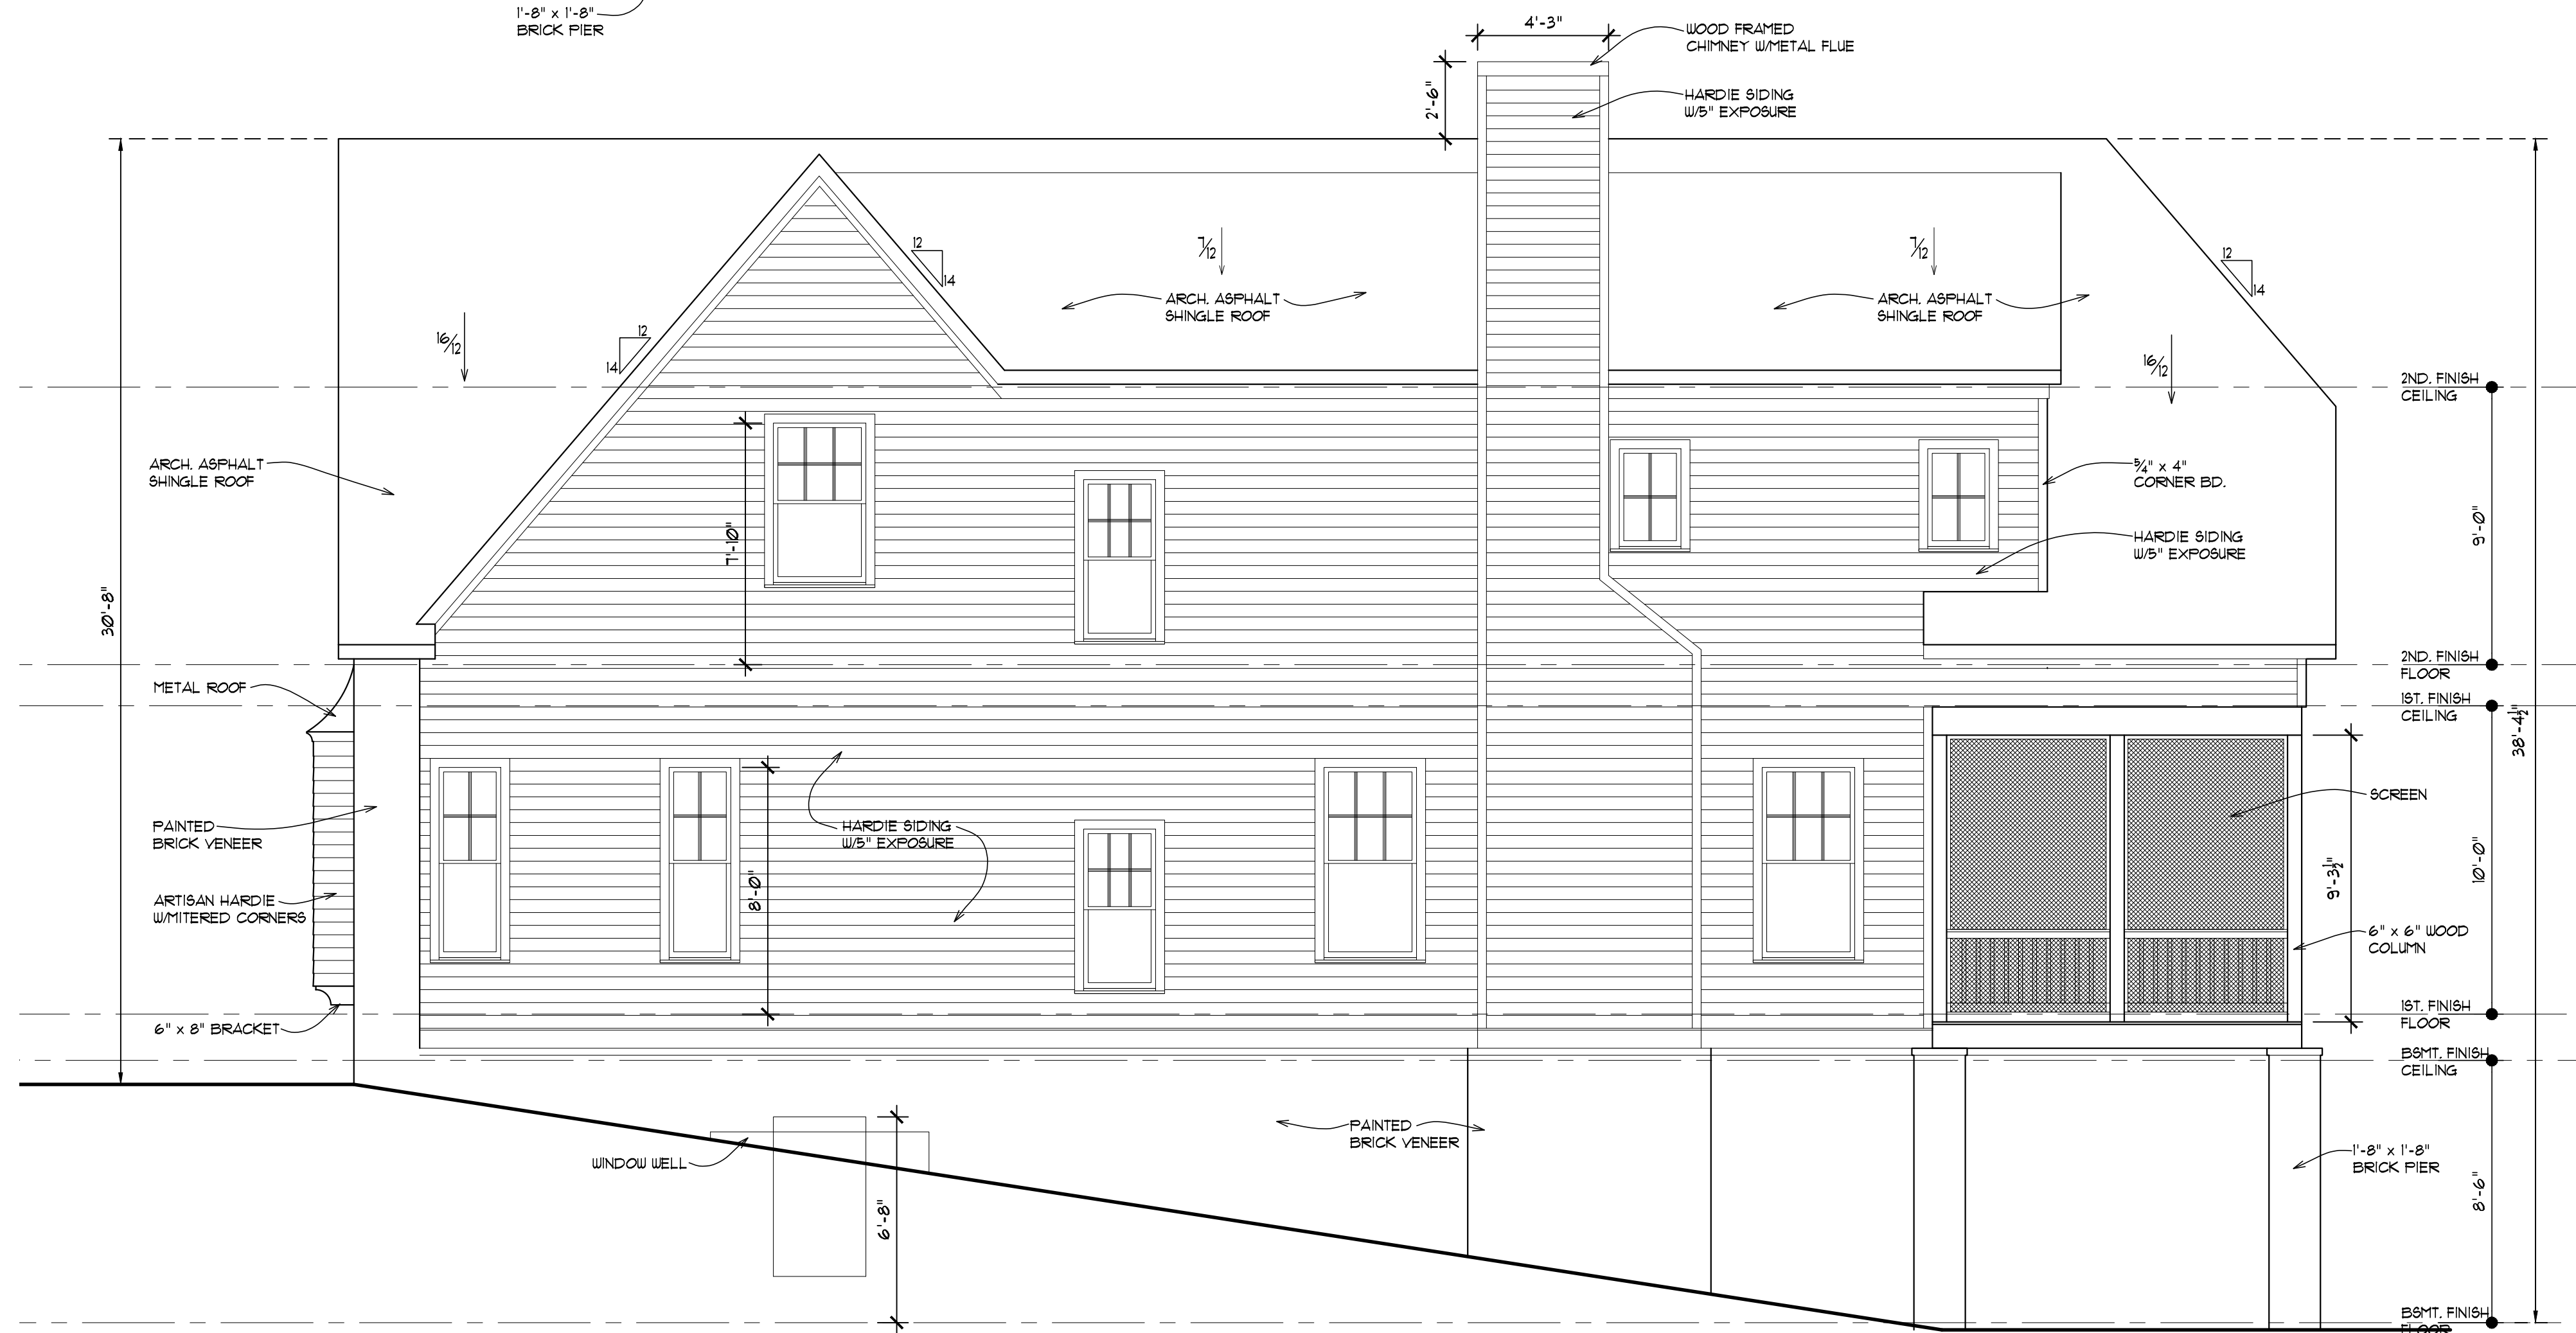 1'-8" x 1'-8"
BRICK PIER
4'-3"
WOOD FRAMED
CHIMNEY W/METAL FLUE
2'-6"
HARDIE SIDING
W/5" EXPOSURE
12
14
7/12
7/12
12
14
ARCH. ASPHALT
SHINGLE ROOF
ARCH. ASPHALT
SHINGLE ROOF
16/12
12
14
16/12
2ND. FINISH
CEILING
ARCH. ASPHALT
SHINGLE ROOF
5/4" x 4"
CORNER BD.
7'-10"
9'-0"
HARDIE SIDING
W/5" EXPOSURE
30'-8"
2ND. FINISH
FLOOR
METAL ROOF
1ST. FINISH
CEILING
38'-4½"
SCREEN
PAINTED
BRICK VENEER
HARDIE SIDING
W/5" EXPOSURE
8'-0"
9'-3½"
10'-0"
ARTISAN HARDIE
W/MITERED CORNERS
6" x 6" WOOD
COLUMN
6" x 8" BRACKET
1ST. FINISH
FLOOR
BSMT. FINISH
CEILING
PAINTED
BRICK VENEER
WINDOW WELL
1'-8" x 1'-8"
BRICK PIER
6'-8"
8'-6"
BSMT. FINISH
FLOOR